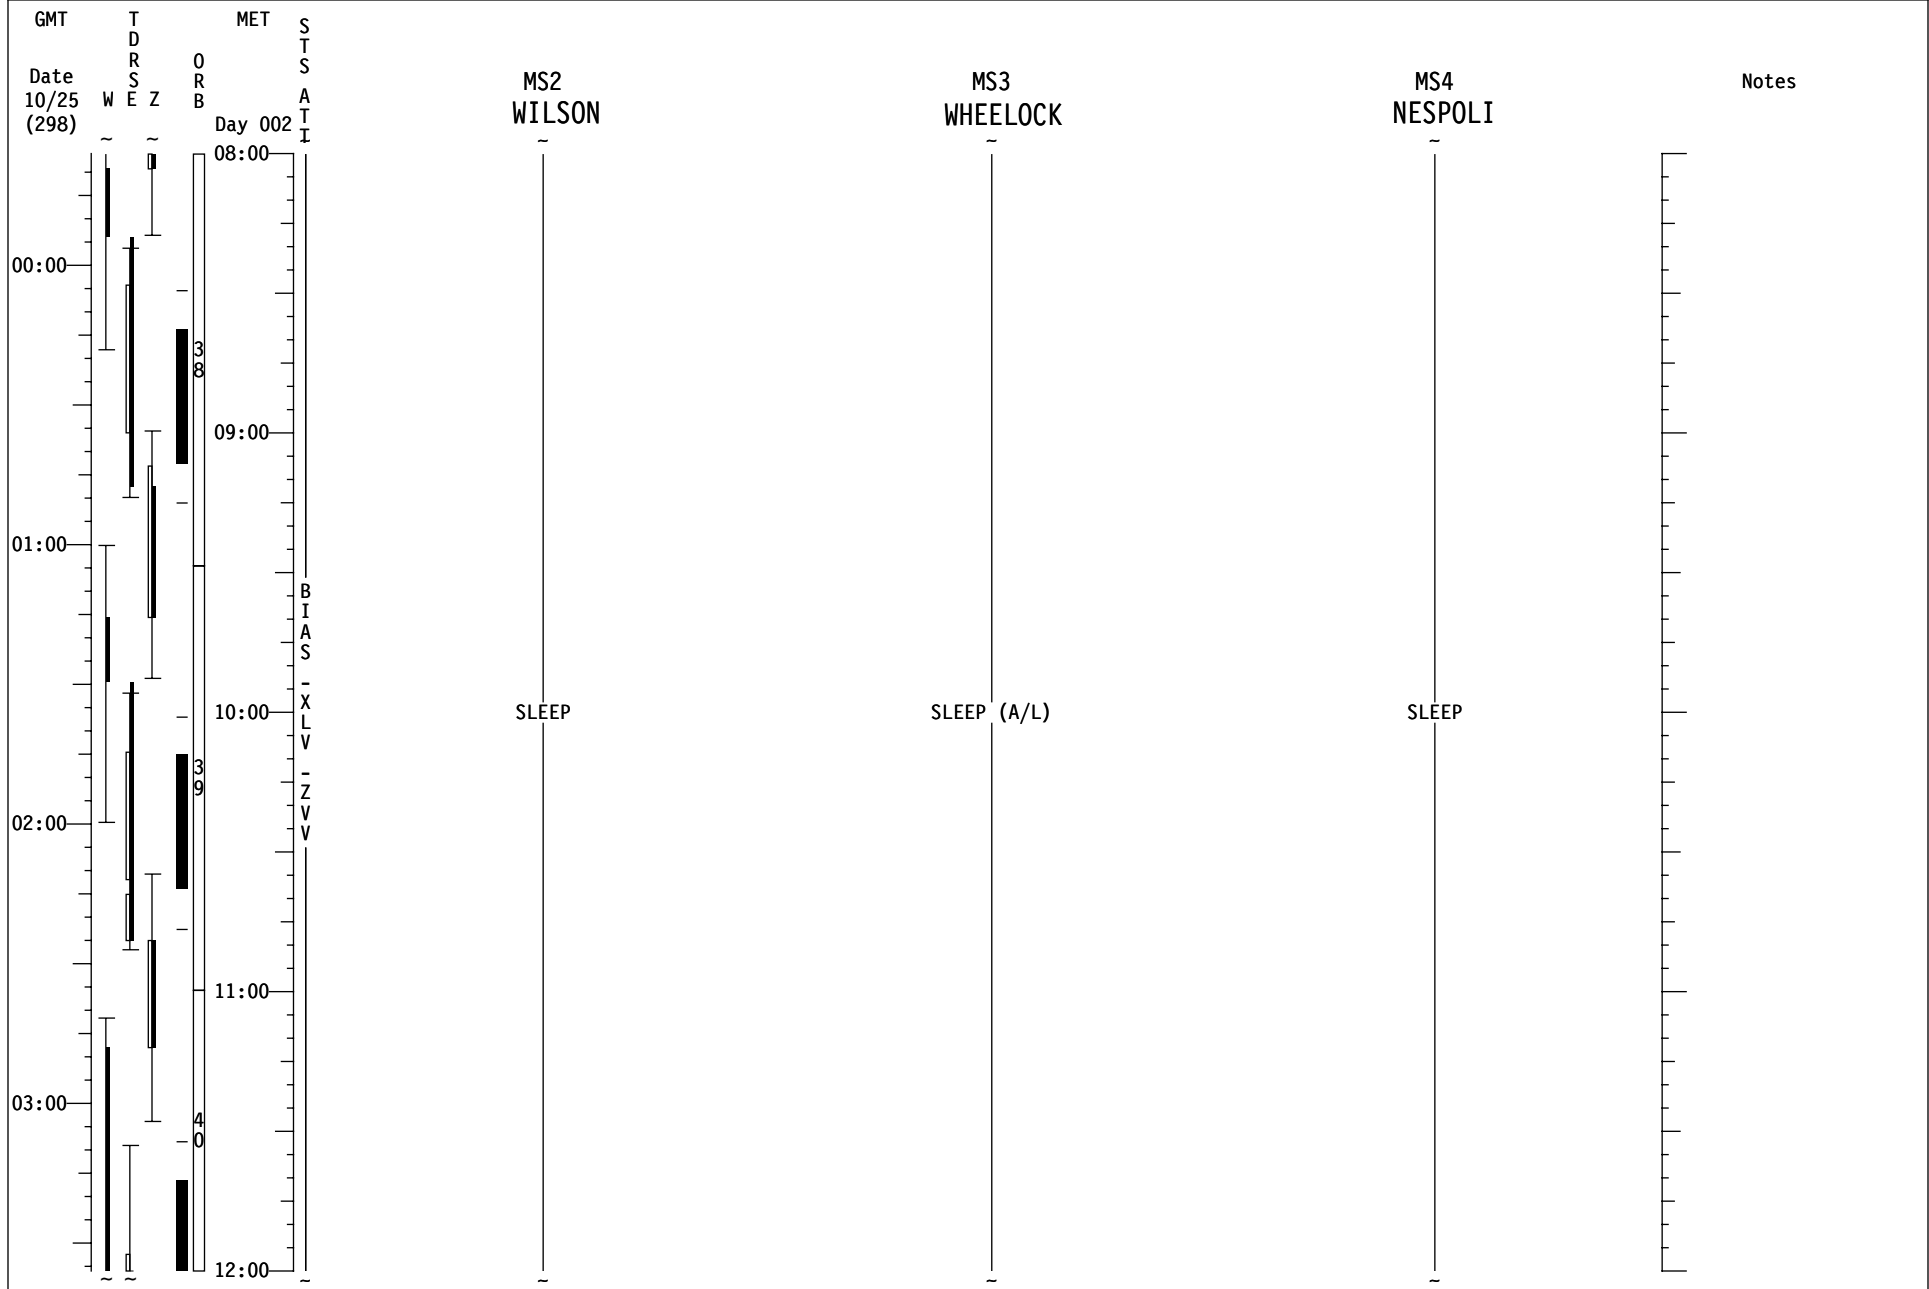 GMT
TDRS
MET
STS ATT
ORB
Date
10/25
(298)
W E Z
Day 002
MS2
WILSON
MS3
WHEELOCK
MS4
NESPOLI
Notes
~ ~ ~ ~ ~ ~
08:00
00:00
38
09:00
01:00
BIAS -XLV -ZVV
10:00
SLEEP
SLEEP (A/L)
SLEEP
39
02:00
11:00
03:00
40
12:00
~ ~ ~ ~ ~ ~